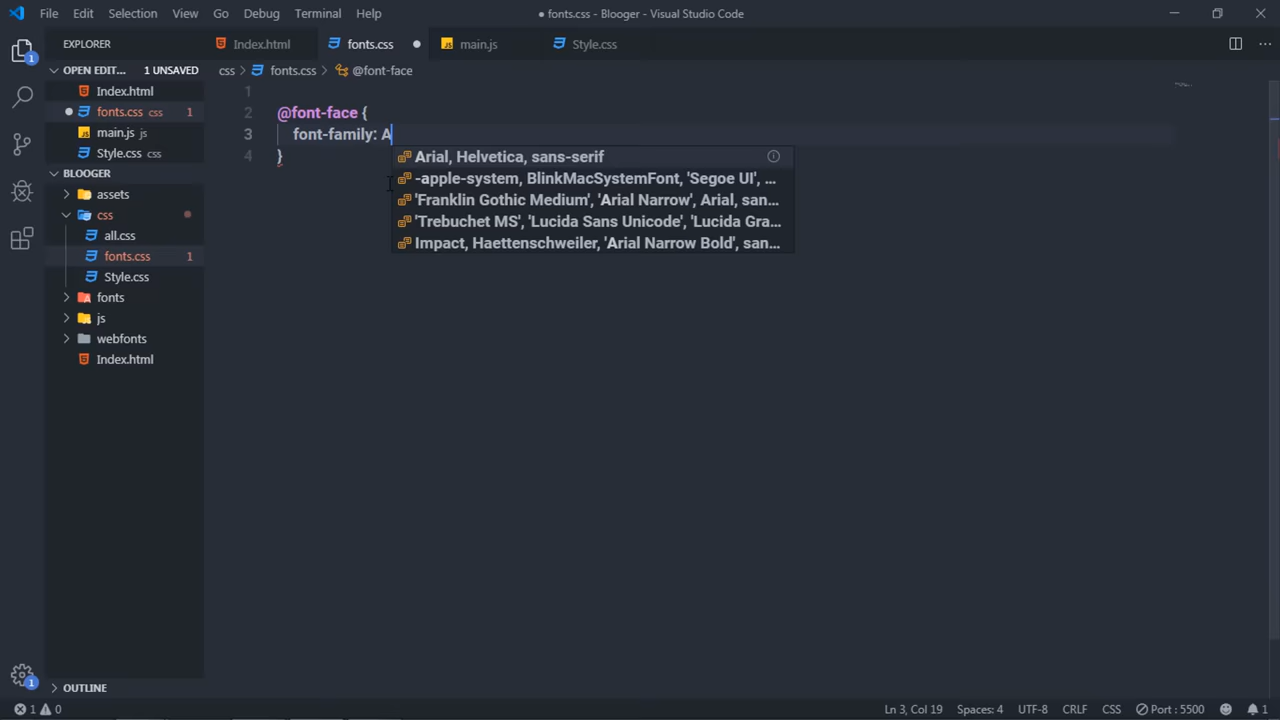 File Edit Selection View Go Debug Terminal Help
● fonts.css - Blooger - Visual Studio Code
EXPLORER
Index.html
fonts.css
main.js
Style.css
OPEN EDIT... 1 UNSAVED
css > fonts.css > @font-face
Index.html
fonts.css css 1
main.js js
Style.css css
BLOOGER
assets
css
all.css
fonts.css 1
Style.css
fonts
js
webfonts
Index.html
OUTLINE
1
2 @font-face {
3 font-family: A
4 }
Arial, Helvetica, sans-serif
-apple-system, BlinkMacSystemFont, 'Segoe UI', ...
'Franklin Gothic Medium', 'Arial Narrow', Arial, san...
'Trebuchet MS', 'Lucida Sans Unicode', 'Lucida Gra...
Impact, Haettenschweiler, 'Arial Narrow Bold', san...
1
1
1 0
Ln 3, Col 19 Spaces: 4 UTF-8 CRLF CSS Port : 5500 1